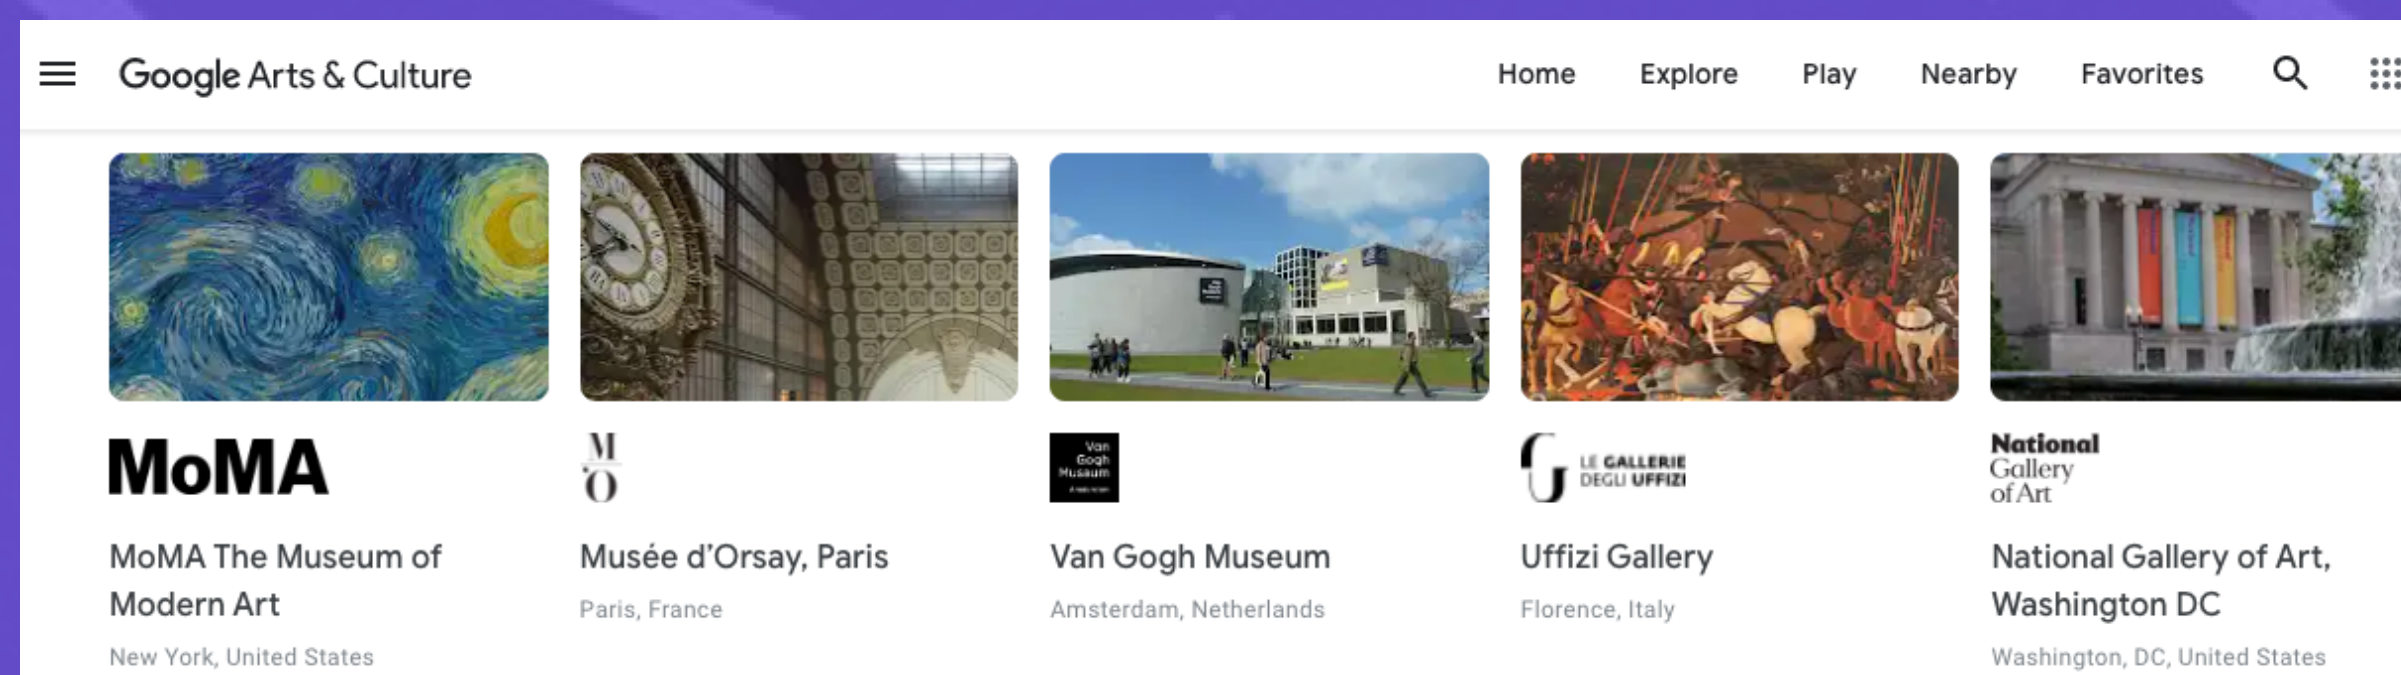 Google Arts & Culture
Home Explore Play Nearby Favorites
MoMA
MoMA The Museum of
Modern Art
New York, United States
M
'O
Musée d’Orsay, Paris
Paris, France
Van
Gogh
Museum
Van Gogh Museum
Amsterdam, Netherlands
LE GALLERIE
DEGLI UFFIZI
Uffizi Gallery
Florence, Italy
National
Gallery
of Art
National Gallery of Art,
Washington DC
Washington, DC, United States